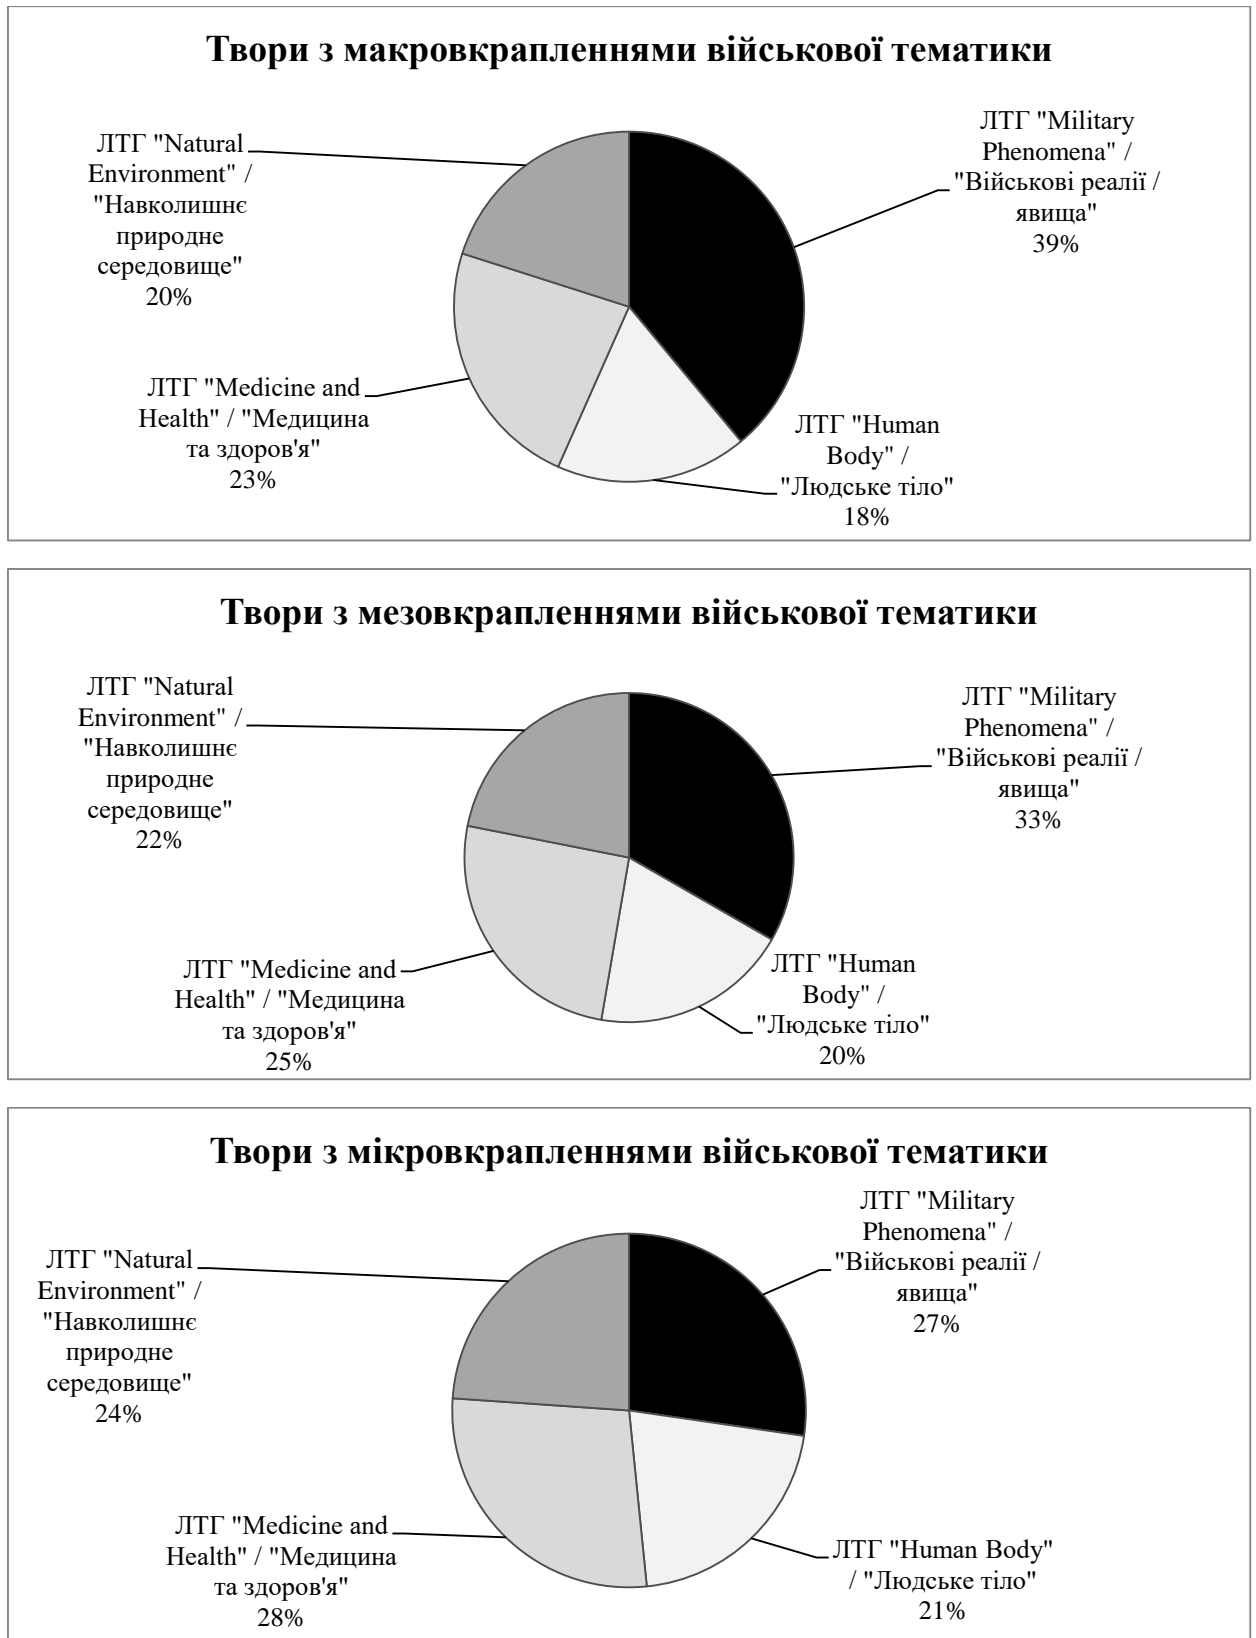 Твори з макровкрапленнями військової тематики
ЛТГ "Natural
Environment" /
"Навколишнє
природне
середовище"
20%
ЛТГ "Military
Phenomena" /
"Військові реалії /
явища"
39%
ЛТГ "Medicine and
Health" / "Медицина
та здоров'я"
23%
ЛТГ "Human
Body" /
"Людське тіло"
18%
Твори з мезовкрапленнями військової тематики
ЛТГ "Natural
Environment" /
"Навколишнє
природне
середовище"
22%
ЛТГ "Military
Phenomena" /
"Військові реалії /
явища"
33%
ЛТГ "Medicine and
Health" / "Медицина
та здоров'я"
25%
ЛТГ "Human
Body" /
"Людське тіло"
20%
Твори з мікровкрапленнями військової тематики
ЛТГ "Natural
Environment" /
"Навколишнє
природне
середовище"
24%
ЛТГ "Military
Phenomena" /
"Військові реалії /
явища"
27%
ЛТГ "Medicine and
Health" / "Медицина
та здоров'я"
28%
ЛТГ "Human Body"
/ "Людське тіло"
21%